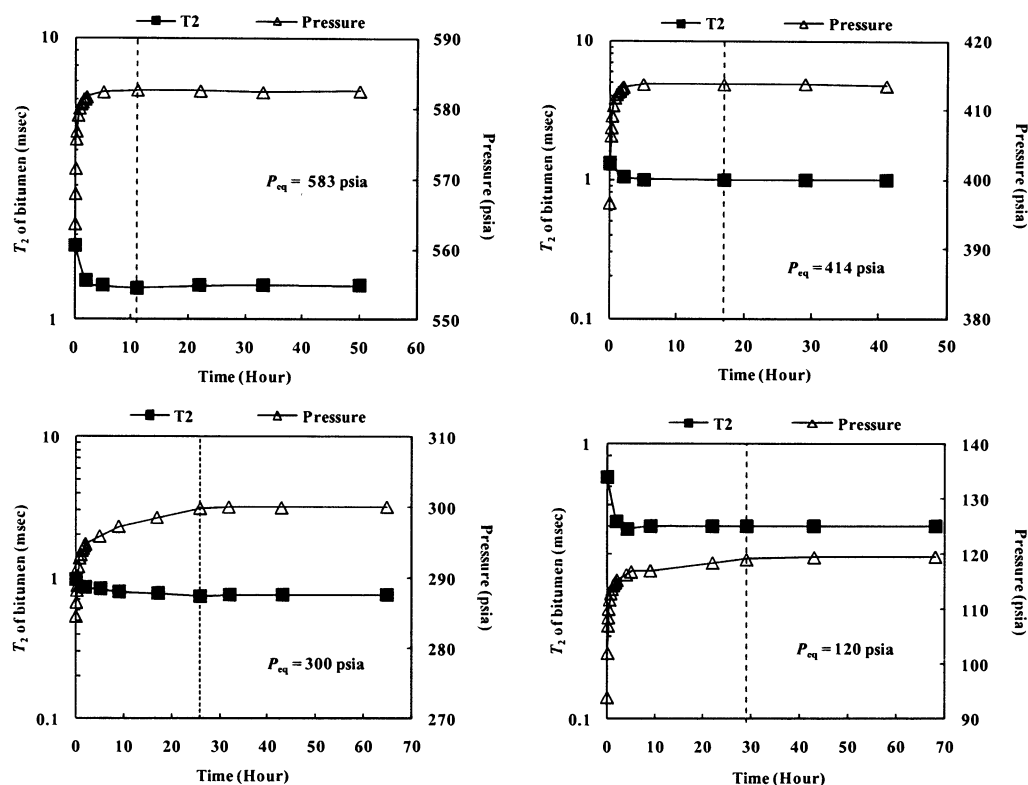 T2 Pressure
10 590
580
570
560
1 550
T2 of bitumen (msec)
Pressure (psia)
Peq = 583 psia
0 10 20 30 40 50 60
Time (Hour)
T2 Pressure
10 420
410
1 400
390
0.1 380
T2 of bitumen (msec)
Pressure (psia)
Peq = 414 psia
0 10 20 30 40 50
Time (Hour)
T2 Pressure
10 310
300
1 290
280
0.1 270
T2 of bitumen (msec)
Pressure (psia)
Peq = 300 psia
0 10 20 30 40 50 60 70
Time (Hour)
T2 Pressure
1 140
130
120
110
100
0.1 90
T2 of bitumen (msec)
Pressure (psia)
Peq = 120 psia
0 10 20 30 40 50 60 70
Time (Hour)